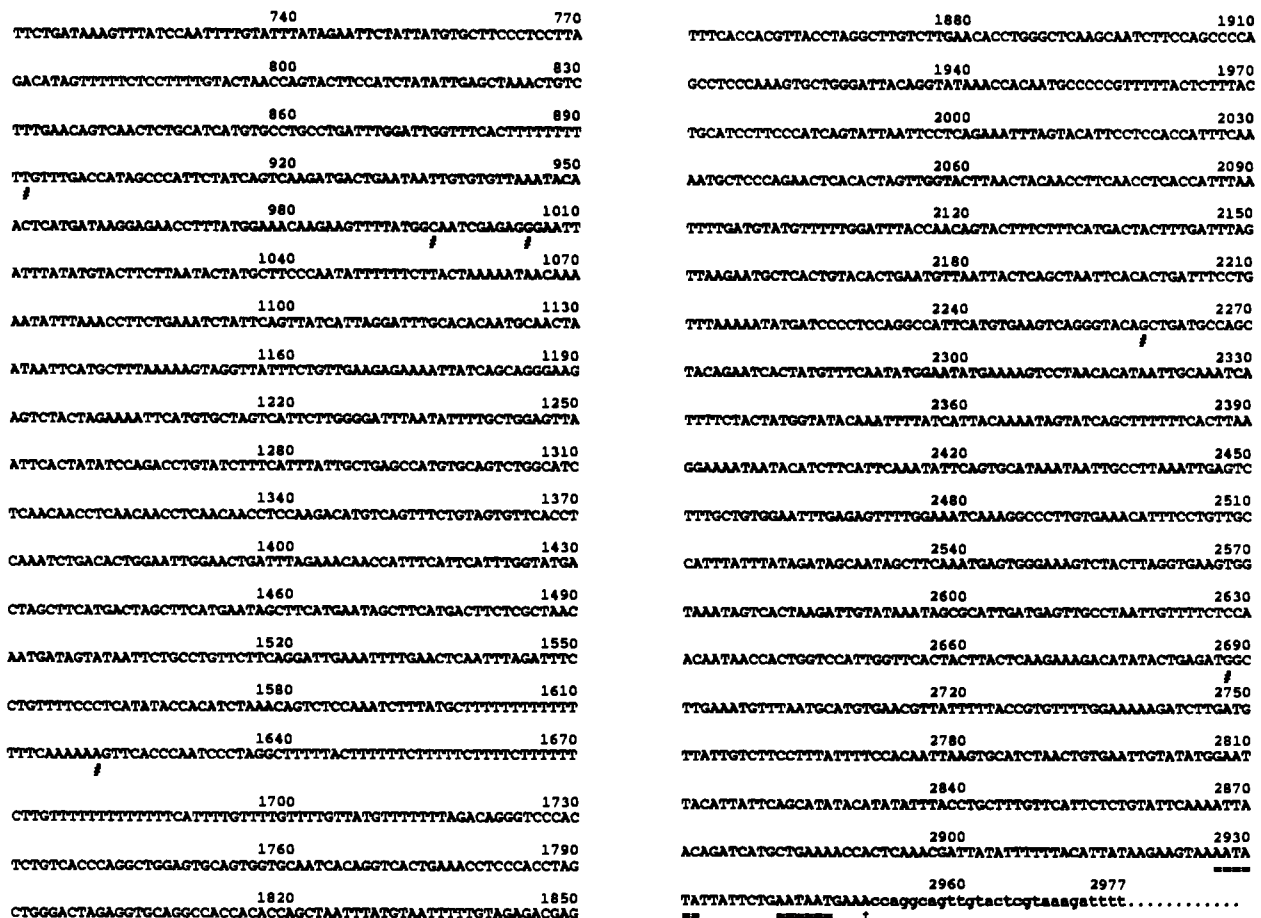 740 770
TTCTGATAAAGTTTATCCAATTTTGTATTTATAGAATTCTATTATGTGCTTCCCTCCTTA
800 830
GACATAGTTTTTCTCCTTTTGTACTAACCAGTACTTCCATCTATATTGAGCTAAACTGTC
860 890
TTTGAACAGTCAACTCTGCATCATGTGCCTGCCTGATTTGGATTGGTTTCACTTTTTTTT
920 950
TTGTTTGACCATAGCCCATTCTATCAGTCAAGATGACTGAATAATTGTGTGTTAAATACA
#
980 1010
ACTCATGATAAGGAGAACCTTTATGGAAACAAGAAGTTTTATGGCAATCGAGAGGGAATT
# #
1040 1070
ATTTATATGTACTTCTTAATACTATGCTTCCCAATATTTTTTCTTACTAAAAATAACAAA
1100 1130
AATATTTAAACCTTCTGAAATCTATTCAGTTATCATTAGGATTTGCACACAATGCAACTA
1160 1190
ATAATTCATGCTTTAAAAAGTAGGTTATTTCTGTTGAAGAGAAAATTATCAGCAGGGAAG
1220 1250
AGTCTACTAGAAAATTCATGTGCTAGTCATTCTTGGGGATTTAATATTTTGCTGGAGTTA
1280 1310
ATTCACTATATCCAGACCTGTATCTTTCATTTATTGCTGAGCCATGTGCAGTCTGGCATC
1340 1370
TCAACAACCTCAACAACCTCAACAACCTCCAAGACATGTCAGTTTCTGTAGTGTTCACCT
1400 1430
CAAATCTGACACTGGAATTGGAACTGATTTAGAAACAACCATTTCATTCATTTGGTATGA
1460 1490
CTAGCTTCATGACTAGCTTCATGAATAGCTTCATGAATAGCTTCATGACTTCTCGCTAAC
1520 1550
AATGATAGTATAATTCTGCCTGTTCTTCAGGATTGAAATTTTGAACTCAATTTAGATTTC
1580 1610
CTGTTTTCCCTCATATACCACATCTAAACAGTCTCCAAATCTTTATGCTTTTTTTTTTTT
1640 1670
TTTCAAAAAAGTTCACCCAATCCCTAGGCTTTTTACTTTTTTCTTTTTCTTTTCTTTTTT
#
1700 1730
CTTGTTTTTTTTTTTTTCATTTTGTTTTGTTTTGTTATGTTTTTTTAGACAGGGTCCCAC
1760 1790
TCTGTCACCCAGGCTGGAGTGCAGTGGTGCAATCACAGGTCACTGAAACCTCCCACCTAG
1820 1850
CTGGGACTAGAGGTGCAGGCCACCACACCAGCTAATTTATGTAATTTTTGTAGAGACGAG
1880 1910
TTTCACCACGTTACCTAGGCTTGTCTTGAACACCTGGGCTCAAGCAATCTTCCAGCCCCA
1940 1970
GCCTCCCAAAGTGCTGGGATTACAGGTATAAACCACAATGCCCCCGTTTTTACTCTTTAC
2000 2030
TGCATCCTTCCCATCAGTATTAATTCCTCAGAAATTTAGTACATTCCTCCACCATTTCAA
2060 2090
AATGCTCCCAGAACTCACACTAGTTGGTACTTAACTACAACCTTCAACCTCACCATTTAA
2120 2150
TTTTGATGTATGTTTTTGGATTTACCAACAGTACTTTCTTTCATGACTACTTTGATTTAG
2180 2210
TTAAGAATGCTCACTGTACACTGAATGTTAATTACTCAGCTAATTCACACTGATTTCCTG
2240 2270
TTTAAAAATATGATCCCCTCCAGGCCATTCATGTGAAGTCAGGGTACAGCTGATGCCAGC
#
2300 2330
TACAGAATCACTATGTTTCAATATGGAATATGAAAAGTCCTAACACATAATTGCAAATCA
2360 2390
TTTTCTACTATGGTATACAAATTTTATCATTACAAAATAGTATCAGCTTTTTTCACTTAA
2420 2450
GGAAAATAATACATCTTCATTCAAATATTCAGTGCATAAATAATTGCCTTAAATTGAGTC
2480 2510
TTTGCTGTGGAATTTGAGAGTTTTGGAAATCAAAGGCCCTTGTGAAACATTTCCTGTTGC
2540 2570
CATTTATTTATAGATAGCAATAGCTTCAAATGAGTGGGAAAGTCTACTTAGGTGAAGTGG
2600 2630
TAAATAGTCACTAAGATTGTATAAATAGCGCATTGATGAGTTGCCTAATTGTTTTCTCCA
2660 2690
ACAATAACCACTGGTCCATTGGTTCACTACTTACTCAAGAAAGACATATACTGAGATGGC
#
2720 2750
TTGAAATGTTTAATGCATGTGAACGTTATTTTTACCGTGTTTTGGAAAAAGATCTTGATG
2780 2810
TTATTGTCTTCCTTTATTTTCCACAATTAAGTGCATCTAACTGTGAATTGTATATGGAAT
2840 2870
TACATTATTCAGCATATACATATATTTACCTGCTTTGTTCATTCTCTGTATTCAAAATTA
2900 2930
ACAGATCATGCTGAAAACCACTCAAACGATTATATTTTTTACATTATAAGAAGTAAAATA
2960 2977
TATTATTCTGAATAATGAAAccaggcagttgtactcgtaaagatttt............
↑